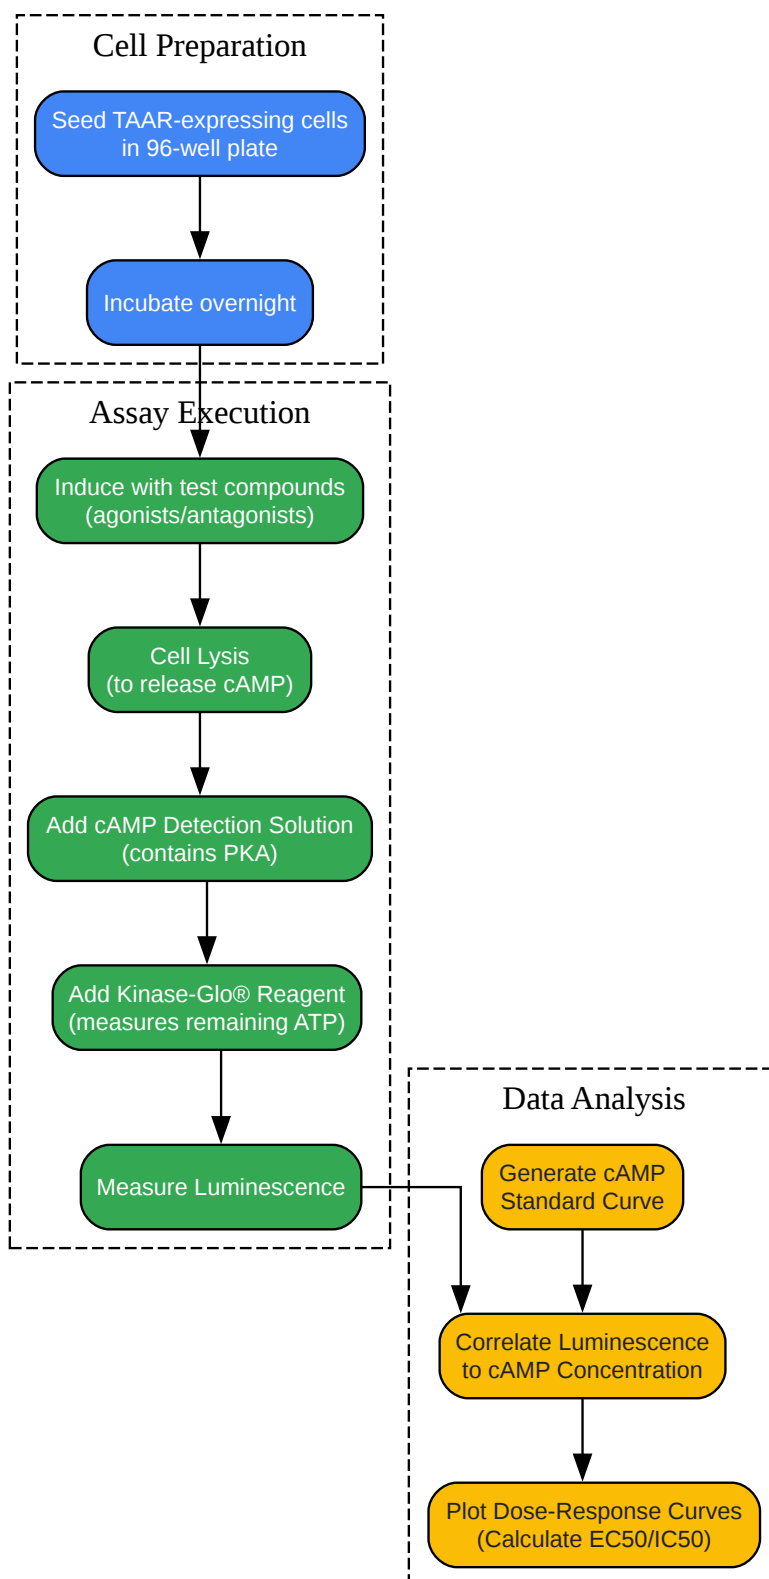 Cell Preparation
Seed TAAR-expressing cells
in 96-well plate
Incubate overnight
Assay Execution
Induce with test compounds
(agonists/antagonists)
Cell Lysis
(to release cAMP)
Add cAMP Detection Solution
(contains PKA)
Add Kinase-Glo® Reagent
(measures remaining ATP)
Measure Luminescence
Data Analysis
Generate cAMP
Standard Curve
Correlate Luminescence
to cAMP Concentration
Plot Dose-Response Curves
(Calculate EC50/IC50)